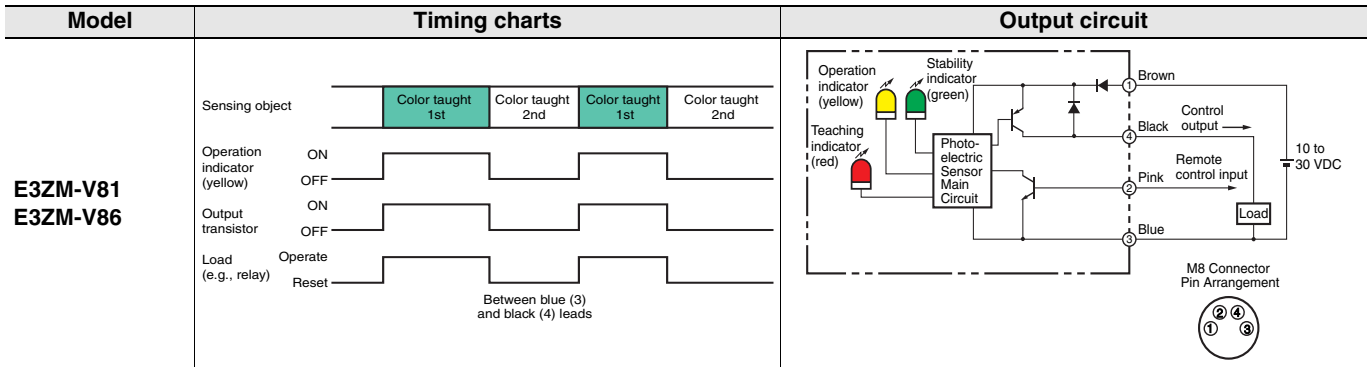 Model
Timing charts
Output circuit
E3ZM-V81
E3ZM-V86
Sensing object
Color taught
1st
Color taught
2nd
Color taught
1st
Color taught
2nd
Operation
indicator
(yellow)
ON
OFF
Output
transistor
ON
OFF
Load
(e.g., relay)
Operate
Reset
Between blue (3)
and black (4) leads
Operation
indicator
(yellow)
Stability
indicator
(green)
Teaching
indicator
(red)
Photo-
electric
Sensor
Main
Circuit
1
Brown
4
Black
Control
output
2
Pink
Remote
control input
3
Blue
Load
10 to
30 VDC
M8 Connector
Pin Arrangement
2 4
1 3